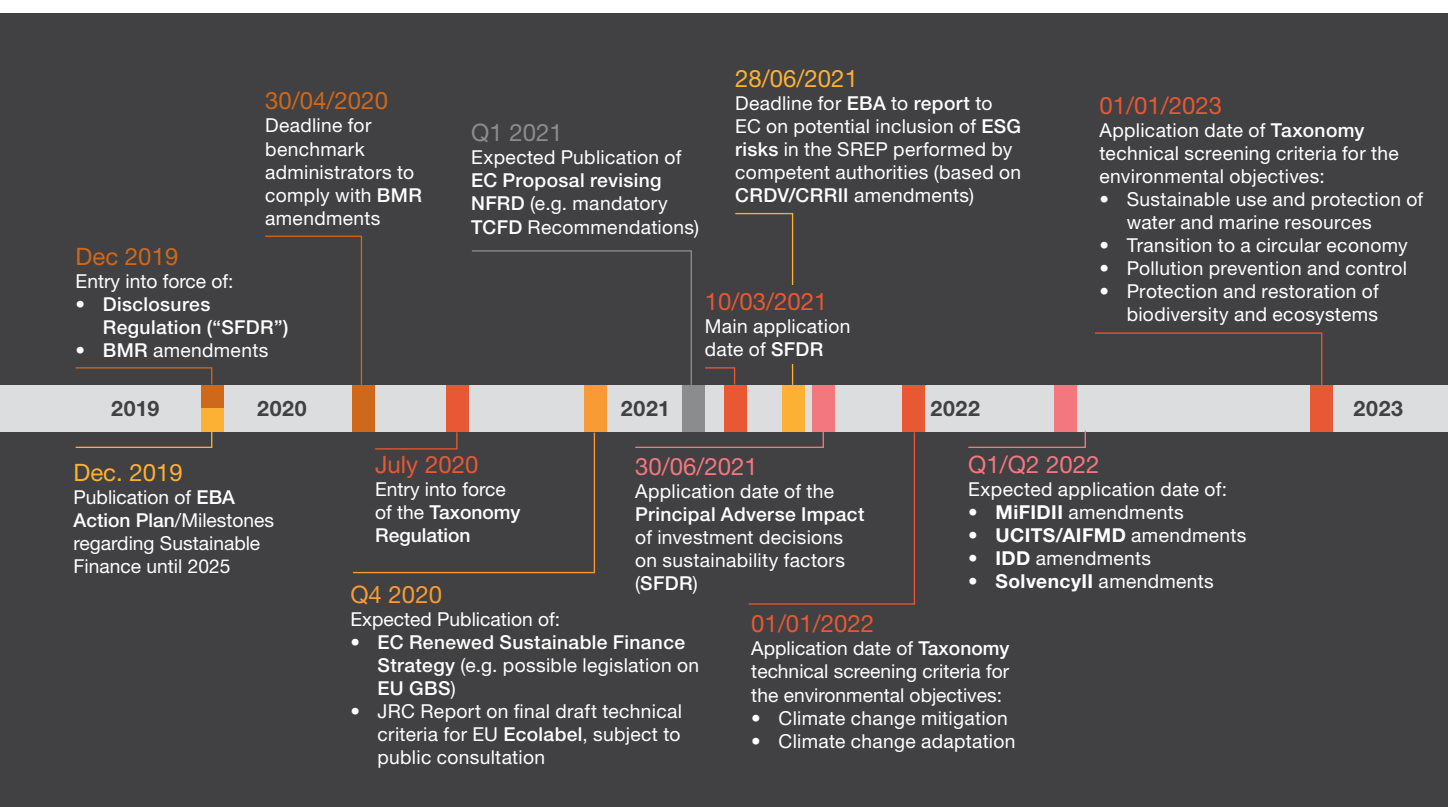 30/04/2020
Deadline for
benchmark
administrators to
comply with BMR
amendments
Q1 2021
Expected Publication of
EC Proposal revising
NFRD (e.g. mandatory
TCFD Recommendations)
28/06/2021
Deadline for EBA to report to
EC on potential inclusion of ESG
risks in the SREP performed by
competent authorities (based on
CRDV/CRRII amendments)
01/01/2023
Application date of Taxonomy
technical screening criteria for the
environmental objectives:
• Sustainable use and protection of
water and marine resources
• Transition to a circular economy
• Pollution prevention and control
• Protection and restoration of
biodiversity and ecosystems
Dec 2019
Entry into force of:
• Disclosures
Regulation (“SFDR”)
• BMR amendments
10/03/2021
Main application
date of SFDR
2019 2020 2021 2022 2023
Dec. 2019
Publication of EBA
Action Plan/Milestones
regarding Sustainable
Finance until 2025
July 2020
Entry into force
of the Taxonomy
Regulation
Q4 2020
Expected Publication of:
• EC Renewed Sustainable Finance
Strategy (e.g. possible legislation on
EU GBS)
• JRC Report on final draft technical
criteria for EU Ecolabel, subject to
public consultation
30/06/2021
Application date of the
Principal Adverse Impact
of investment decisions
on sustainability factors
(SFDR)
01/01/2022
Application date of Taxonomy
technical screening criteria for
the environmental objectives:
• Climate change mitigation
• Climate change adaptation
Q1/Q2 2022
Expected application date of:
• MiFIDII amendments
• UCITS/AIFMD amendments
• IDD amendments
• SolvencyII amendments